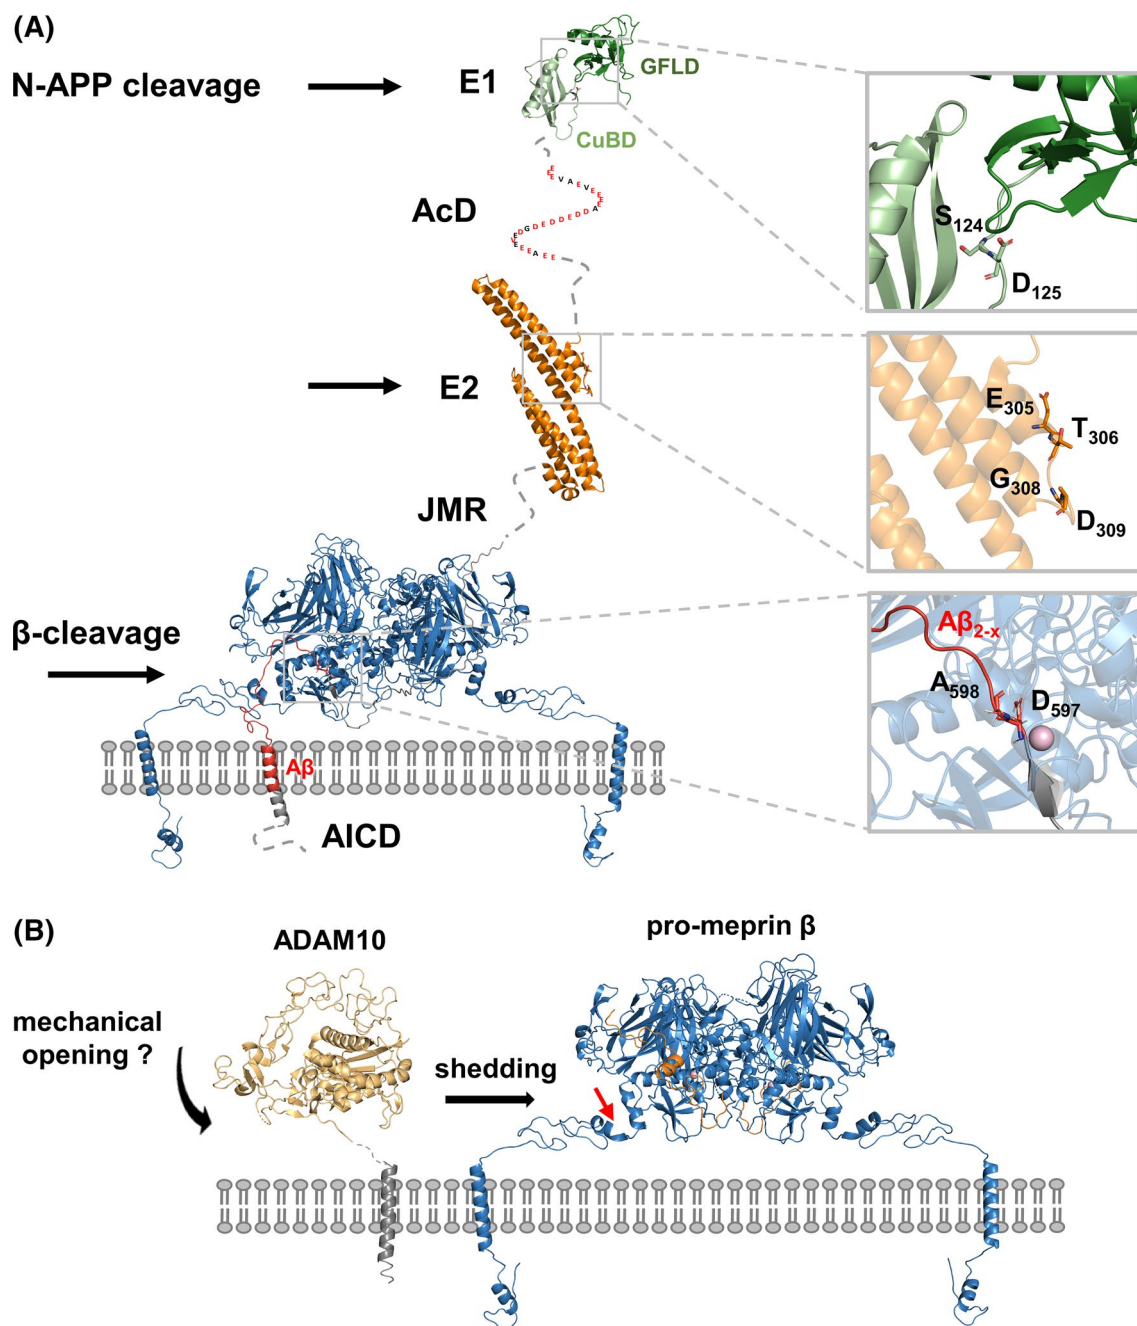 (A)
N-APP cleavage
E1
GFLD
CuBD
S124
D125
AcD
E2
E305
T306
G308
D309
JMR
β-cleavage
Aβ2-x
A598
D597
Aβ
AICD
(B)
ADAM10
pro-meprin β
mechanical
opening ?
shedding